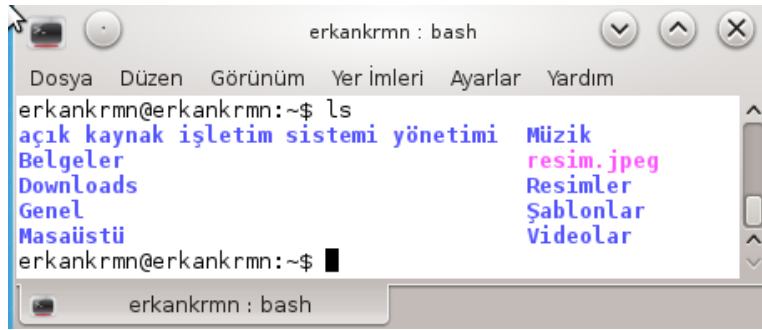 erkankrmn : bash
Dosya Düzen Görünüm Yer İmleri Ayarlar Yardım
erkankrmn@erkankrmn:~$ ls
açık kaynak işletim sistemi yönetimi Müzik
Belgeler resim.jpeg
Downloads Resimler
Genel Şablonlar
Masaüstü Videolar
erkankrmn@erkankrmn:~$
erkankrmn : bash